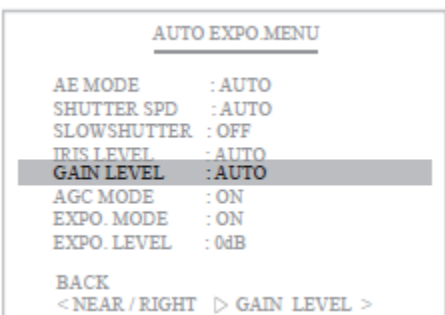 AUTO EXPO.MENU
AE MODE : AUTO
SHUTTER SPD : AUTO
SLOWSHUTTER : OFF
IRIS LEVEL : AUTO
GAIN LEVEL : AUTO
AGC MODE : ON
EXPO. MODE : ON
EXPO. LEVEL : 0dB
BACK
< NEAR / RIGHT ▷ GAIN LEVEL >